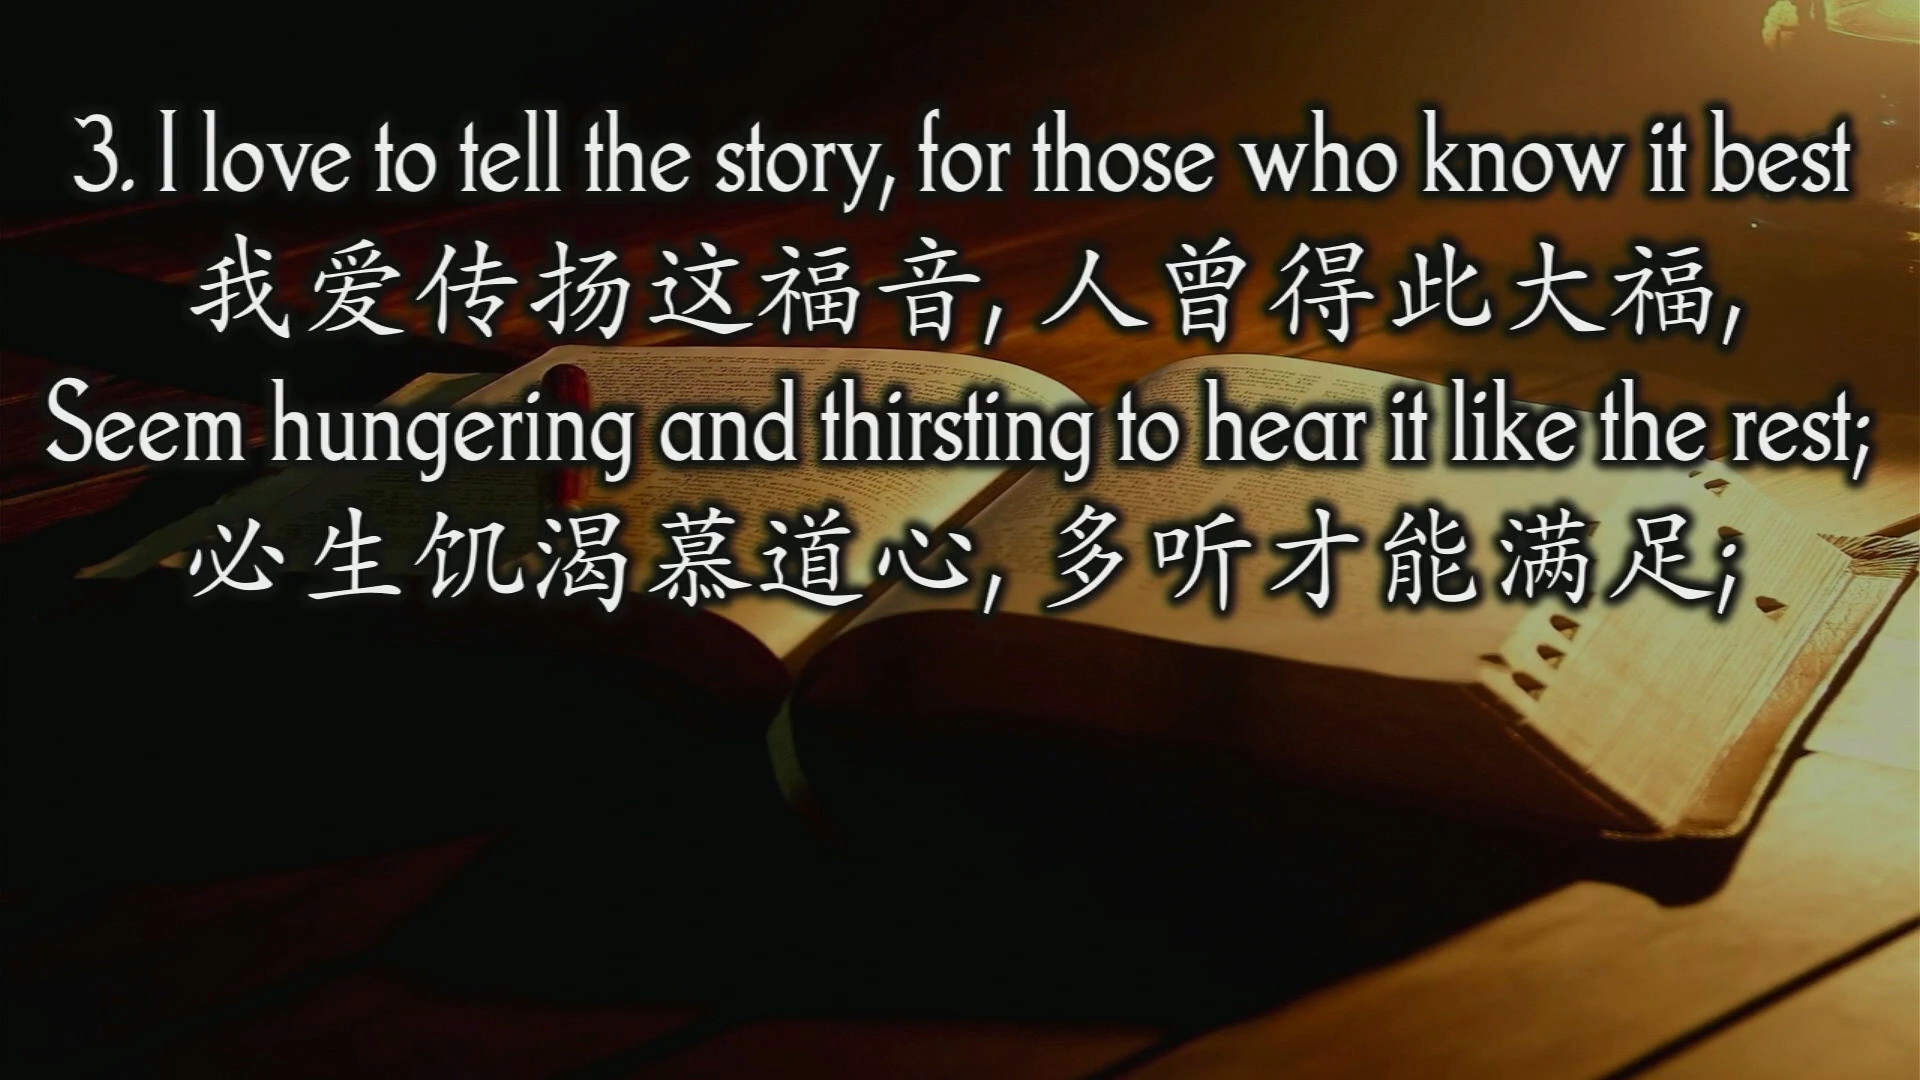 3. I love to tell the story, for those who know it best
我爱传扬这福音, 人曾得此大福,
Seem hungering and thirsting to hear it like the rest;
必生饥渴慕道心, 多听才能满足;